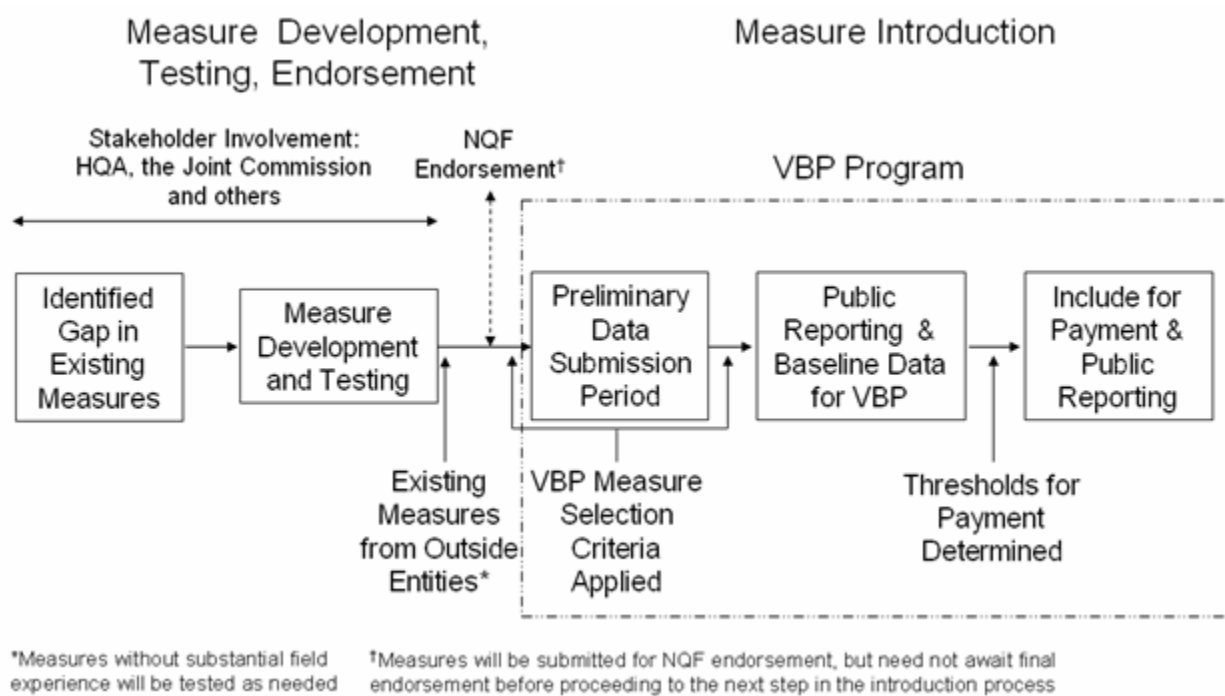 Measure Development,
Testing, Endorsement
Measure Introduction
Stakeholder Involvement:
HQA, the Joint Commission
and others
NQF
Endorsement†
VBP Program
Identified
Gap in
Existing
Measures
Measure
Development
and Testing
Preliminary
Data
Submission
Period
Public
Reporting &
Baseline Data
for VBP
Include for
Payment &
Public
Reporting
Existing
Measures
from Outside
Entities*
VBP Measure
Selection
Criteria
Applied
Thresholds for
Payment
Determined
*Measures without substantial field
experience will be tested as needed
†Measures will be submitted for NQF endorsement, but need not await final
endorsement before proceeding to the next step in the introduction process